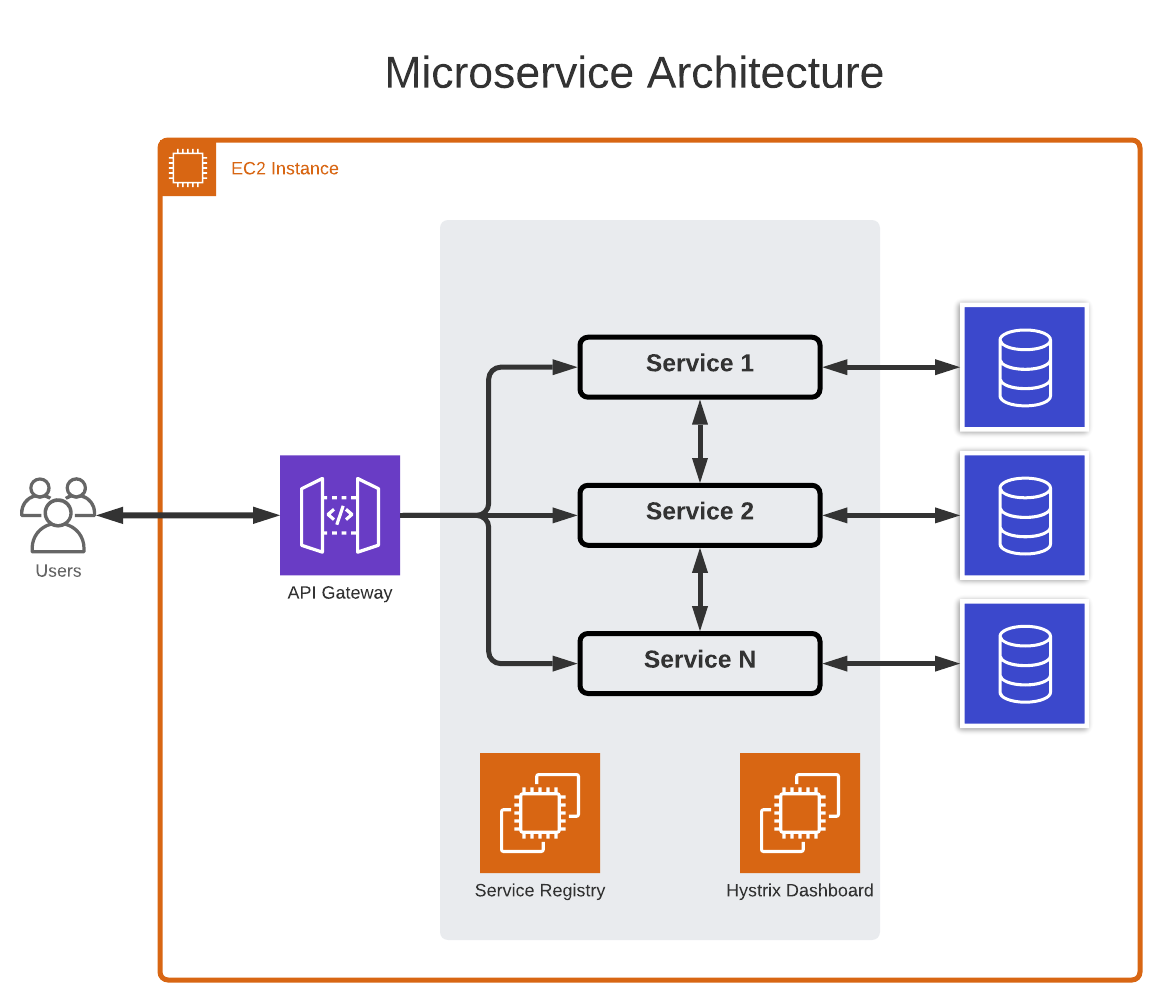 Microservice Architecture
EC2 Instance
Service 1
Service 2
Service N
Users
</>
API Gateway
Service Registry
Hystrix Dashboard